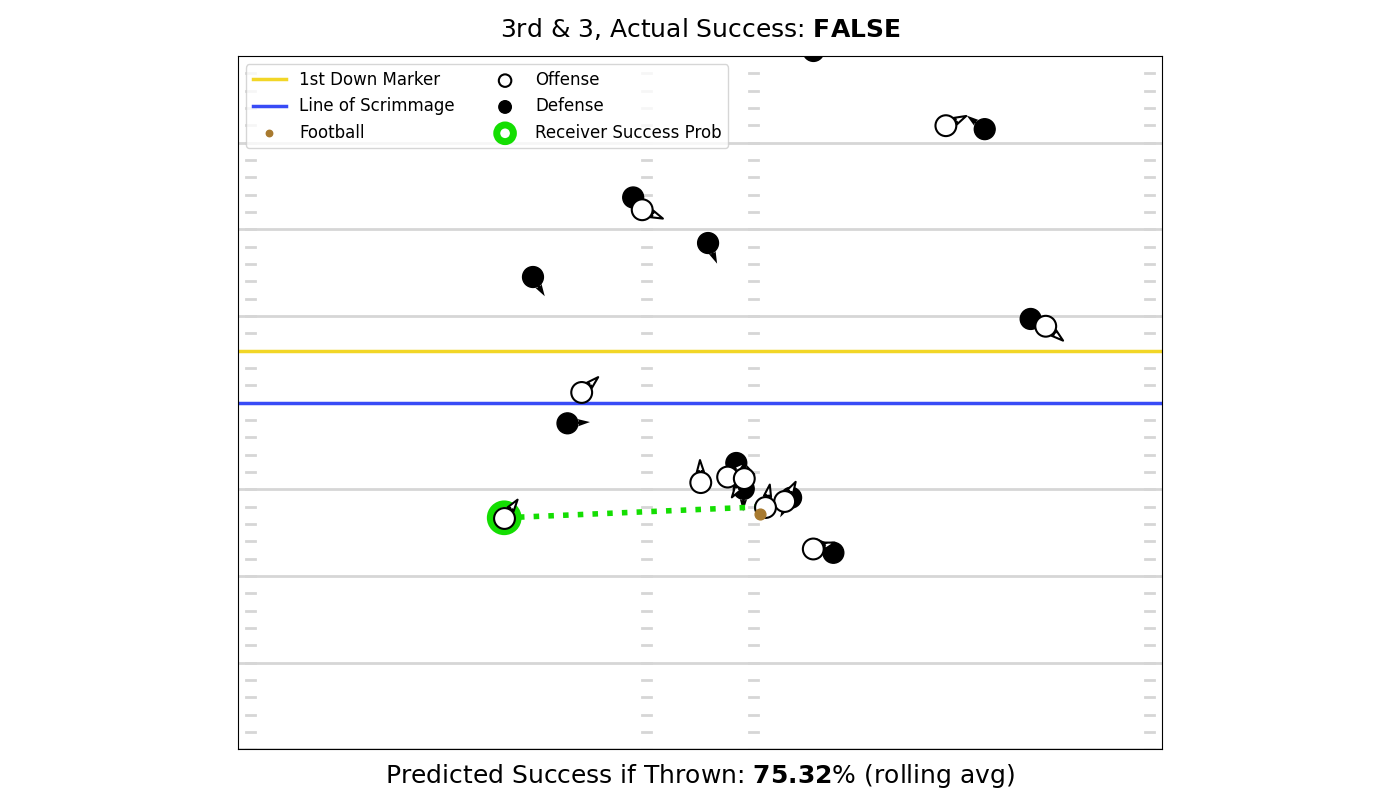 3rd & 3, Actual Success: FALSE
1st Down Marker
Line of Scrimmage
Football
Offense
Defense
Receiver Success Prob
Predicted Success if Thrown: 75.32% (rolling avg)